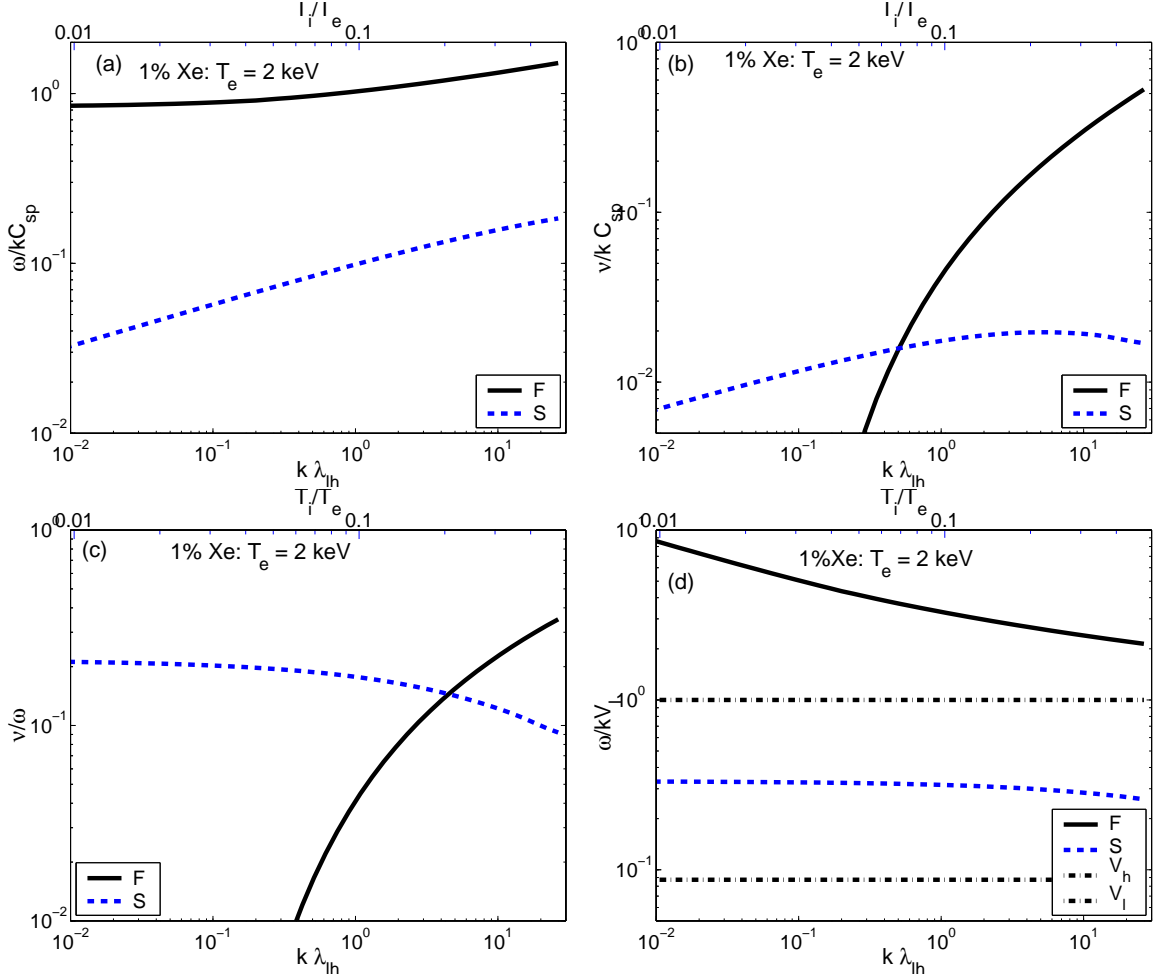 T_i/T_e
0.01 0.1
(a) 1% Xe: T_e = 2 keV
10^0
10^-1
10^-2
ω/kC_sp
F
S
10^-2 10^-1 10^0 10^1
k λ_lh
T_i/T_e
0.01 0.1
10^0
(b) 1% Xe: T_e = 2 keV
10^-1
10^-2
ν/k C_sp
F
S
10^-2 10^-1 10^0 10^1
k λ_lh
T_i/T_e
0.01 0.1
10^0
(c) 1% Xe: T_e = 2 keV
10^-1
10^-2
ν/ω
F
S
10^-2 10^-1 10^0 10^1
k λ_lh
T_i/T_e
0.01 0.1
10^1
1%Xe: T_e = 2 keV
(d)
10^0
10^-1
ω/kV_l
F
S
V_h
V_l
10^-2 10^-1 10^0 10^1
k λ_lh